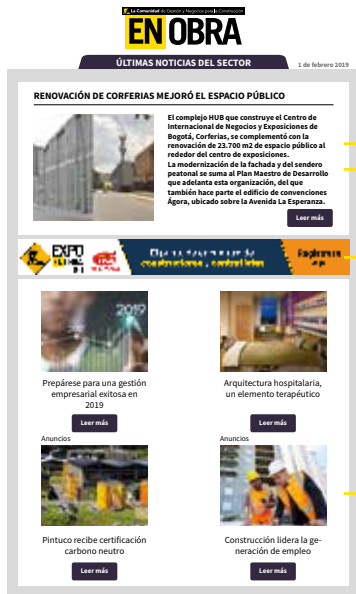 La Comunidad de Gestión y Negocios para la Construcción
EN OBRA
ÚLTIMAS NOTICIAS DEL SECTOR
1 de febrero 2019
RENOVACIÓN DE CORFERIAS MEJORÓ EL ESPACIO PÚBLICO
El complejo HUB que construye el Centro de
Internacional de Negocios y Exposiciones de
Bogotá, Corferias, se complementó con la
renovación de 23.700 m2 de espacio público al
rededor del centro de exposiciones.
La modernización de la fachada y del sendero
peatonal se suma al Plan Maestro de Desarrollo
que adelanta esta organización, del que
también hace parte el edificio de convenciones
Ágora, ubicado sobre la Avenida La Esperanza.
Leer más
EXPO
2019
Prepárese para una gestión
empresarial exitosa en
2019
Leer más
Arquitectura hospitalaria,
un elemento terapéutico
Leer más
Anuncios
Pintuco recibe certificación
carbono neutro
Leer más
Anuncios
Construcción lidera la ge-
neración de empleo
Leer más